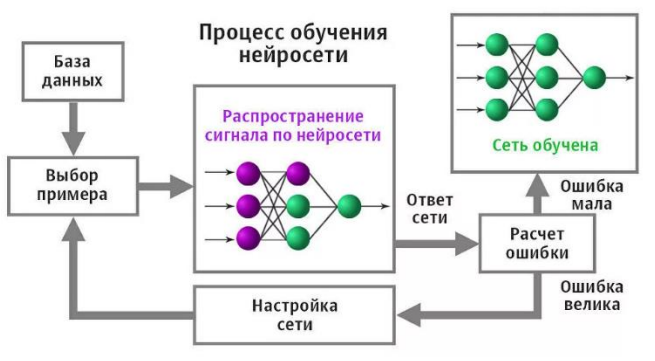 Процесс обучения
нейросети
База
данных
Выбор
примера
Распространение
сигнала по нейросети
Ответ
сети
Сеть обучена
Ошибка
мала
Расчет
ошибки
Ошибка
велика
Настройка
сети